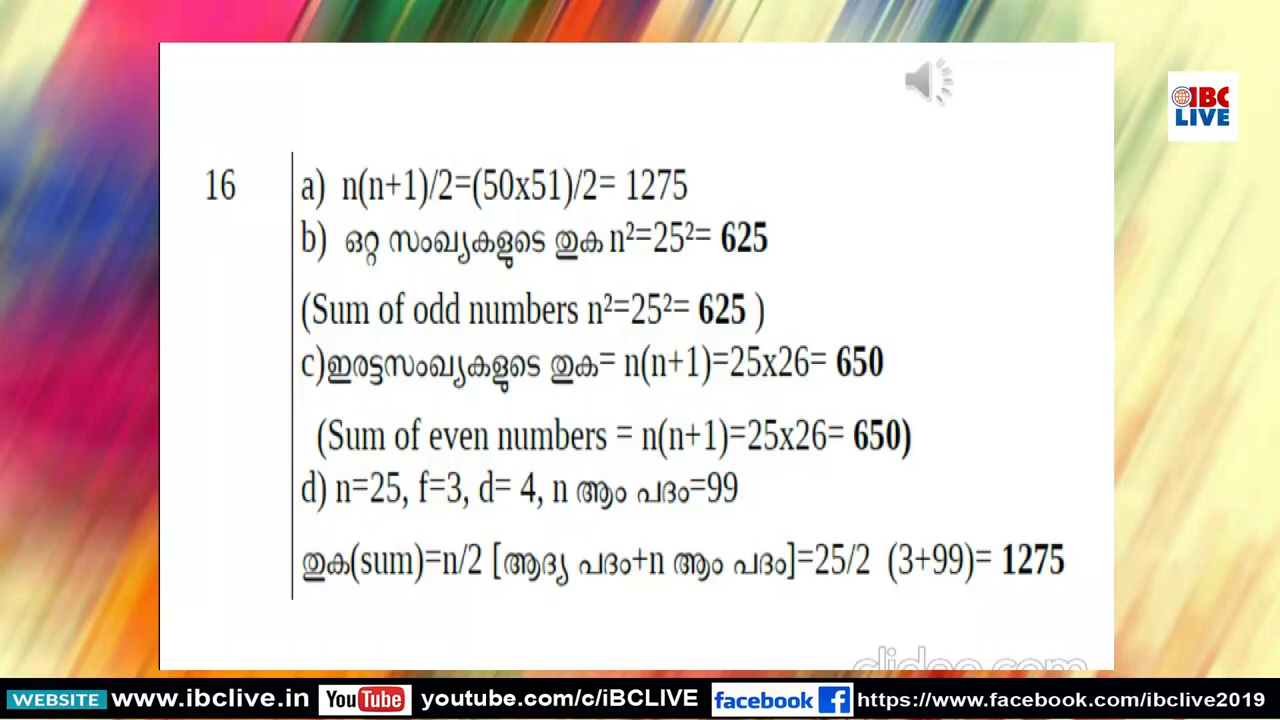 IBC
LIVE
16
a) n(n+1)/2=(50x51)/2= 1275
b) ഒറ്റ സംഖ്യകളുടെ തുക n²=25²= 625
(Sum of odd numbers n²=25²= 625 )
c)ഇരട്ടസംഖ്യകളുടെ തുക= n(n+1)=25x26= 650
(Sum of even numbers = n(n+1)=25x26= 650)
d) n=25, f=3, d= 4, n ആം പദം=99
തുക(sum)=n/2 [ആദ്യ പദം+n ആം പദം]=25/2 (3+99)= 1275
clideo.com
WEBSITE www.ibclive.in YouTube youtube.com/c/iBCLIVE facebook f https://www.facebook.com/ibclive2019